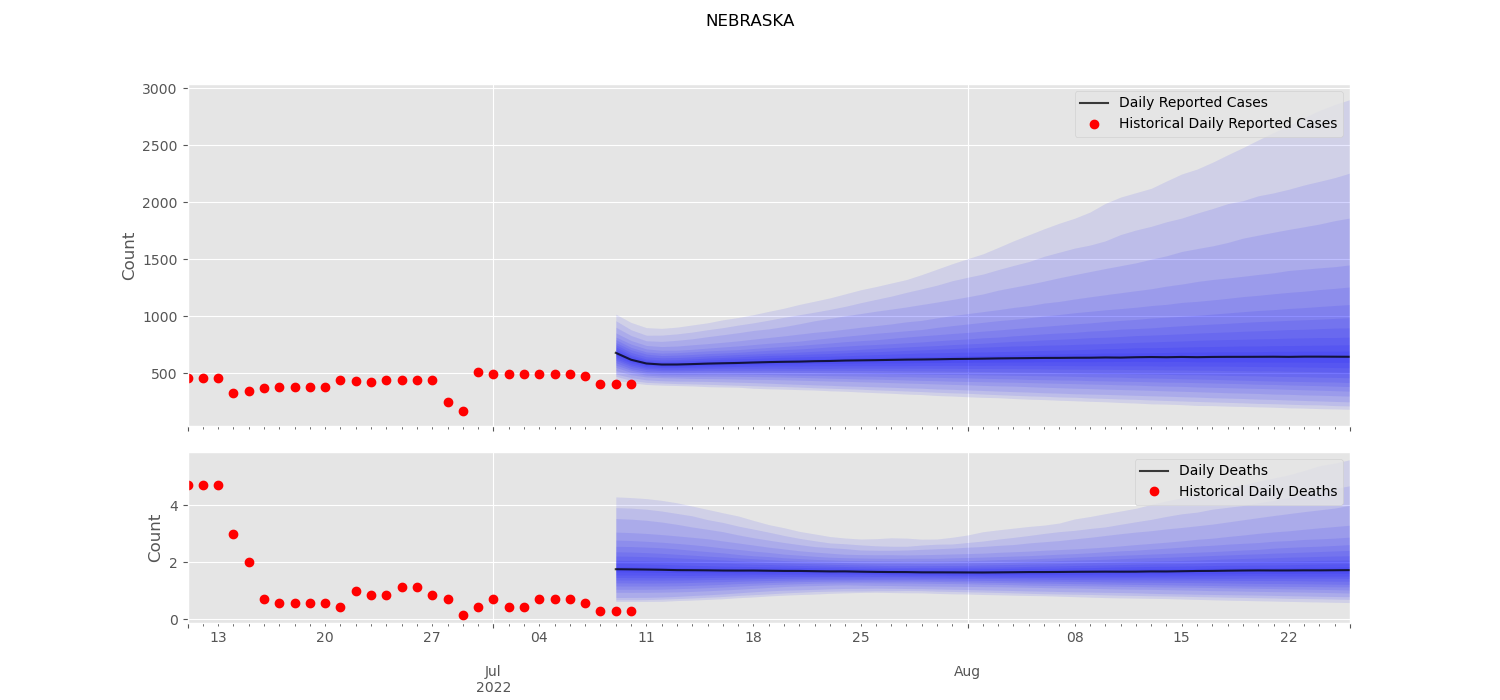 NEBRASKA
3000
2500
2000
1500
1000
500
Count
Daily Reported Cases
Historical Daily Reported Cases
4
2
0
Count
Daily Deaths
Historical Daily Deaths
13 20 27 04 11 18 25 08 15 22
Jul Aug
2022